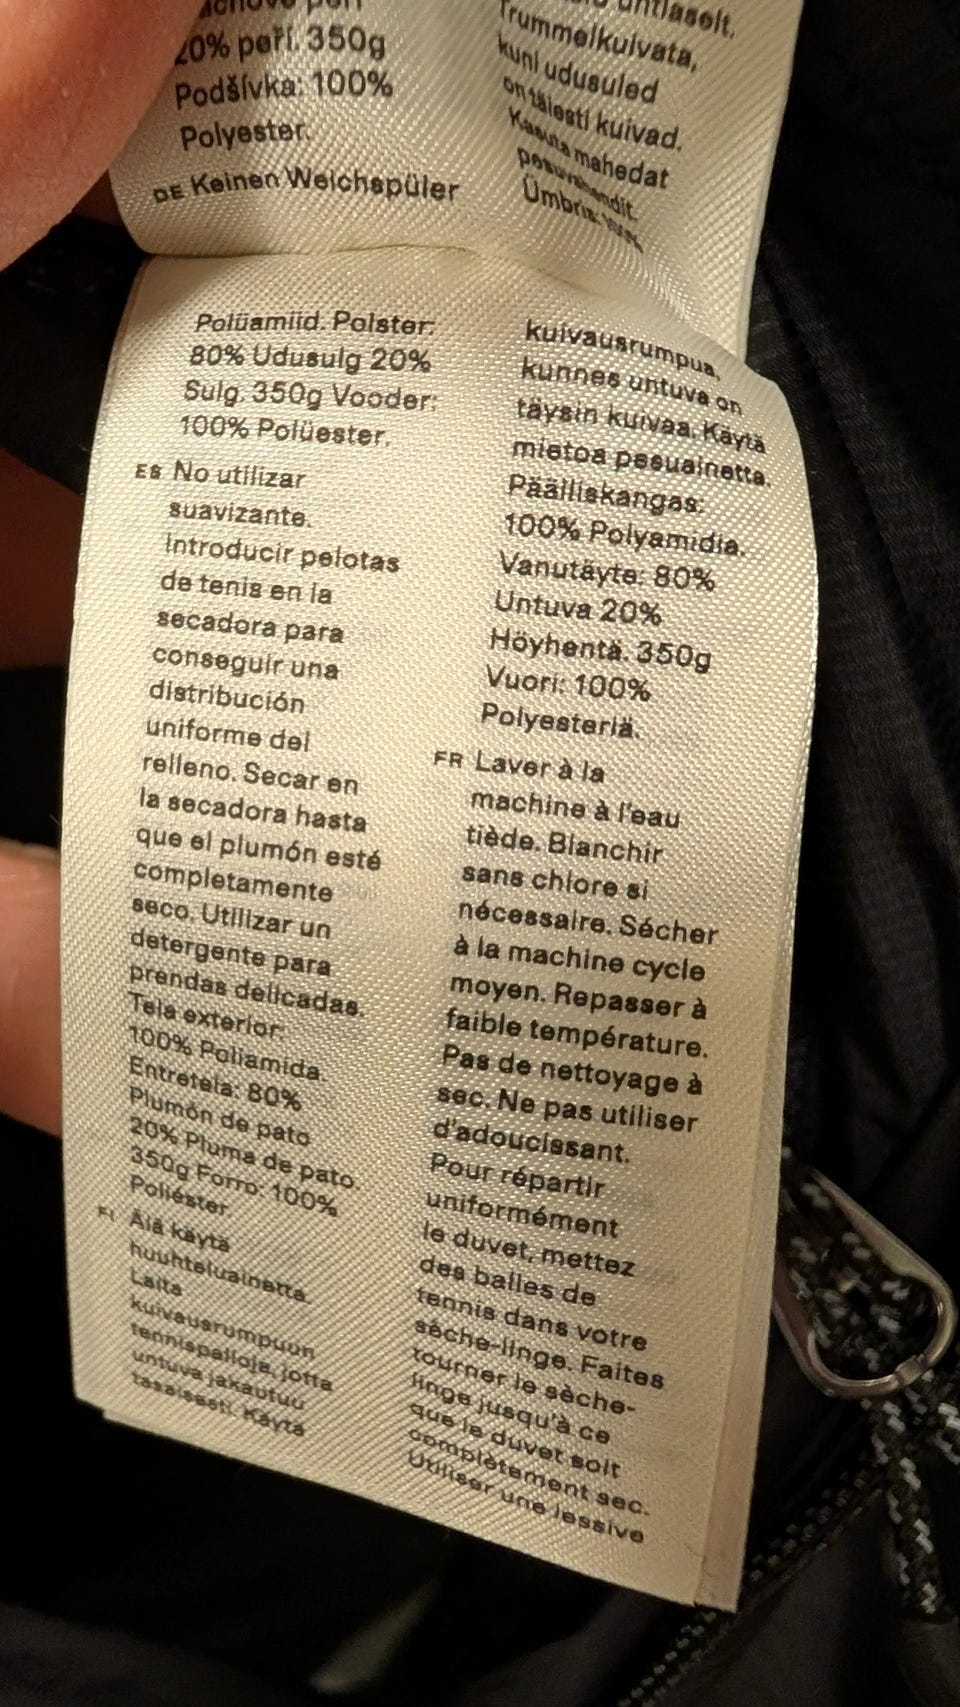 20% peří. 350g
Podšívka: 100%
Polyester.
DE Keinen Weichspüler
Trummelkuivata,
kuni udusuled
on täiesti kuivad.
Kasuta mahedat
pesuvahendit.
Ümbris: 100%
Polüamiid. Polster:
80% Udusulg 20%
Sulg. 350g Vooder:
100% Polüester.
ES No utilizar
suavizante.
Introducir pelotas
de tenis en la
secadora para
conseguir una
distribución
uniforme del
relleno. Secar en
la secadora hasta
que el plumón esté
completamente
seco. Utilizar un
detergente para
prendas delicadas.
Tela exterior:
100% Poliamida.
Entretela: 80%
Plumón de pato
20% Pluma de pato.
350g Forro: 100%
Poliéster.
FI Älä käytä
huuhteluainetta.
Laita
kuivausrumpuun
tennispalloja, jotta
untuva jakautuu
tasaisesti. Käytä
kuivausrumpua,
kunnes untuva on
täysin kuivaa. Käytä
mietoa pesuainetta.
Päälliskangas:
100% Polyamidia.
Vanutäyte: 80%
Untuva 20%
Höyhentä. 350g
Vuori: 100%
Polyesteriä.
FR Laver à la
machine à l'eau
tiède. Blanchir
sans chlore si
nécessaire. Sécher
à la machine cycle
moyen. Repasser à
faible température.
Pas de nettoyage à
sec. Ne pas utiliser
d'adoucissant.
Pour répartir
uniformément
le duvet, mettez
des balles de
tennis dans votre
sèche-linge. Faites
tourner le sèche-
linge jusqu'à ce
que le duvet soit
complètement sec.
Utiliser une lessive